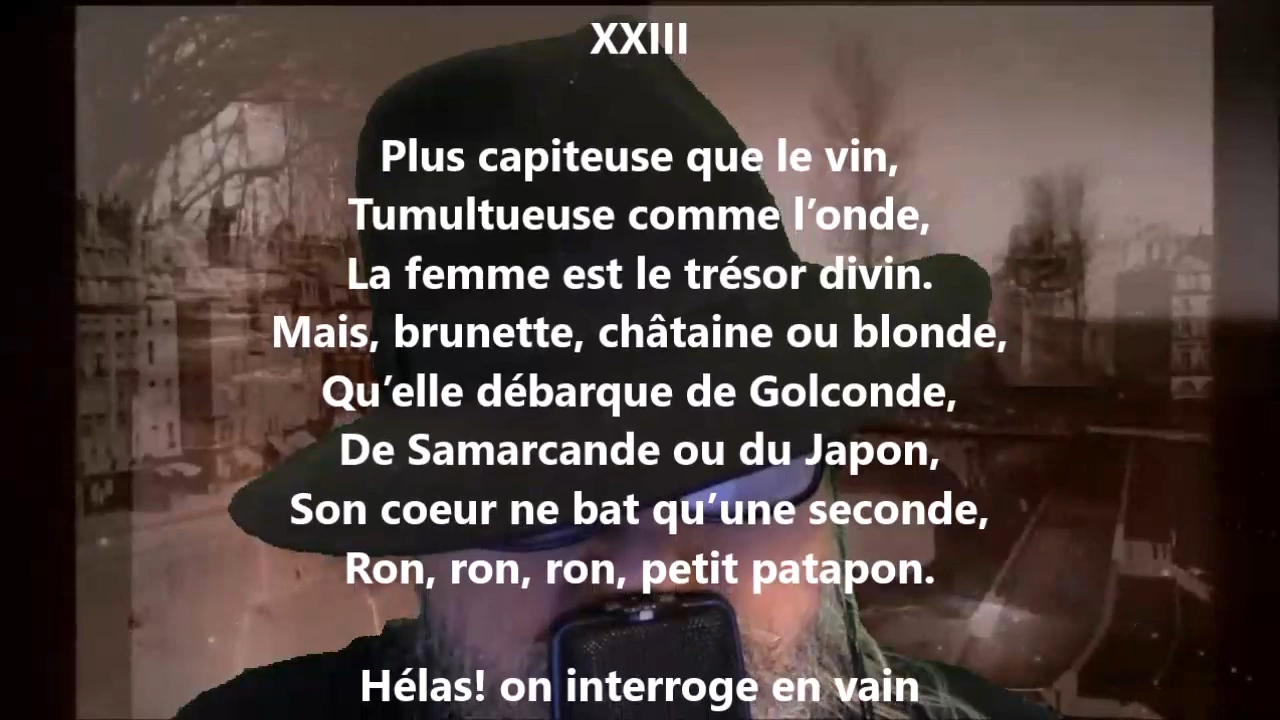 XXIII
Plus capiteuse que le vin,
Tumultueuse comme l’onde,
La femme est le trésor divin.
Mais, brunette, châtaine ou blonde,
Qu’elle débarque de Golconde,
De Samarcande ou du Japon,
Son coeur ne bat qu’une seconde,
Ron, ron, ron, petit patapon.
Hélas! on interroge en vain